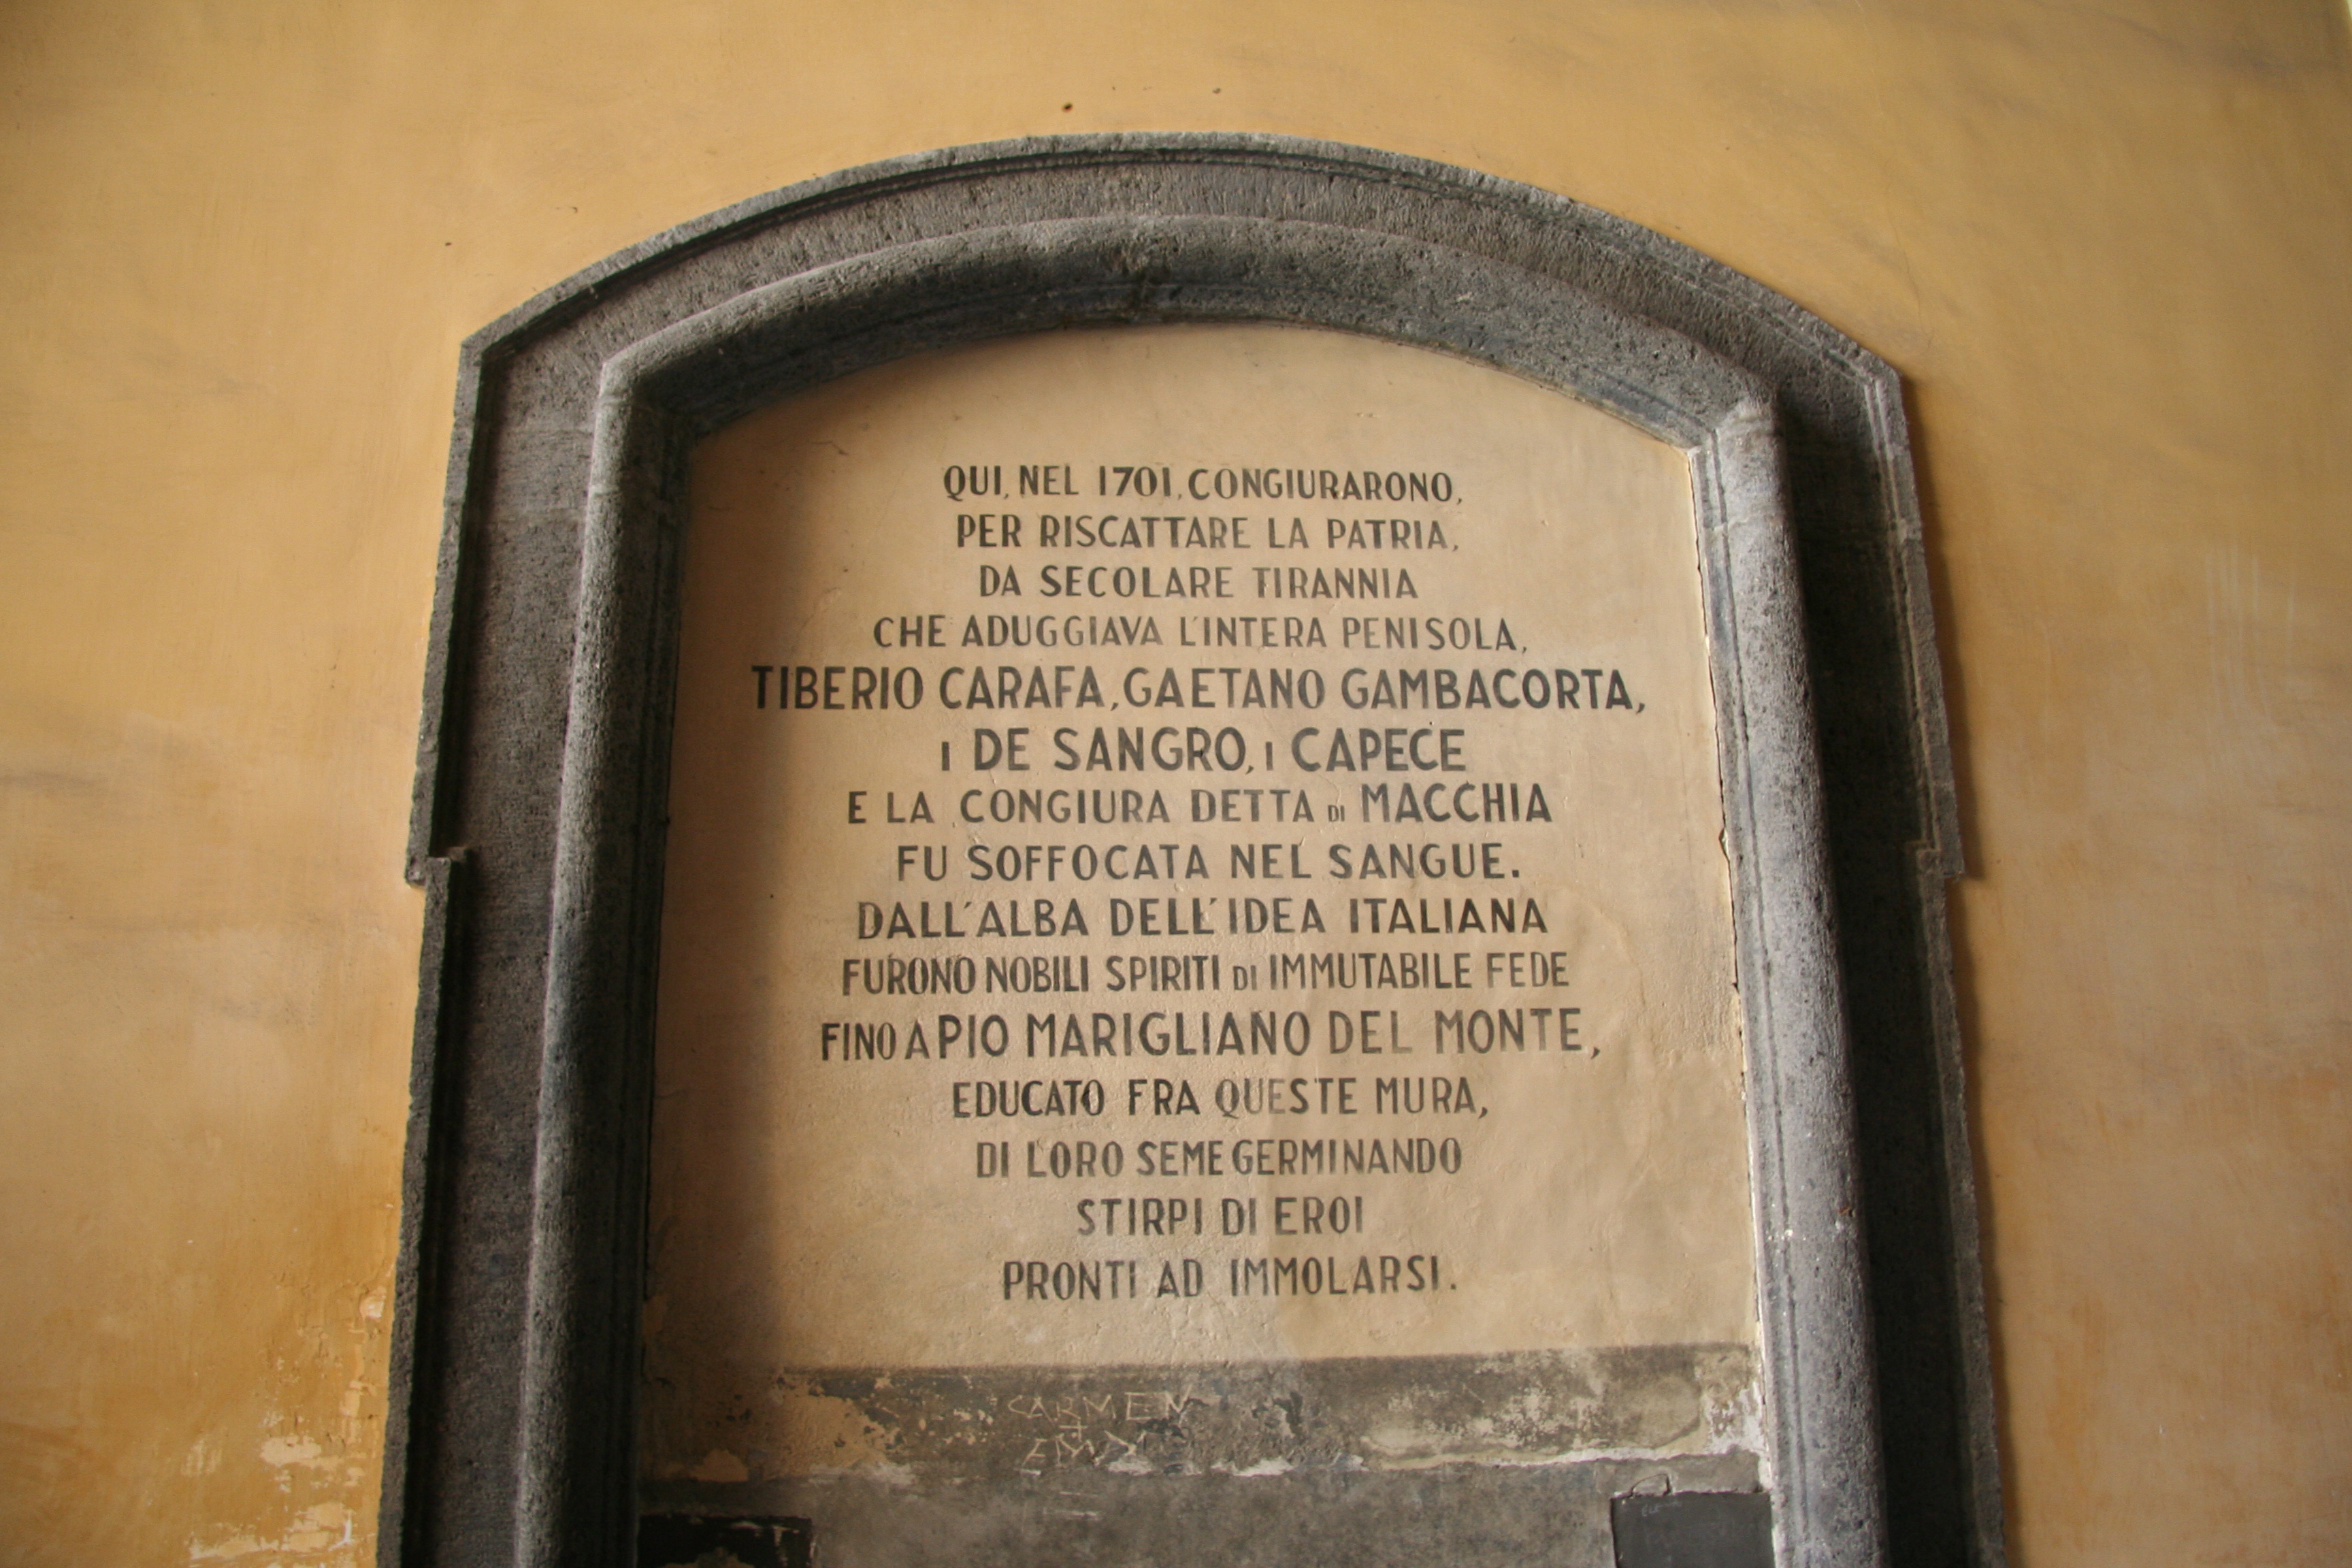 QUI, NEL 1701, CONGIURARONO,
PER RISCATTARE LA PATRIA,
DA SECOLARE TIRANNIA
CHE ADUGGIAVA L'INTERA PENISOLA,
TIBERIO CARAFA, GAETANO GAMBACORTA,
I DE SANGRO, I CAPECE
E LA CONGIURA DETTA DI MACCHIA
FU SOFFOCATA NEL SANGUE.
DALL'ALBA DELL'IDEA ITALIANA
FURONO NOBILI SPIRITI DI IMMUTABILE FEDE
FINO A PIO MARIGLIANO DEL MONTE,
EDUCATO FRA QUESTE MURA,
DI LORO SEME GERMINANDO
STIRPI DI EROI
PRONTI AD IMMOLARSI.
CARMEN